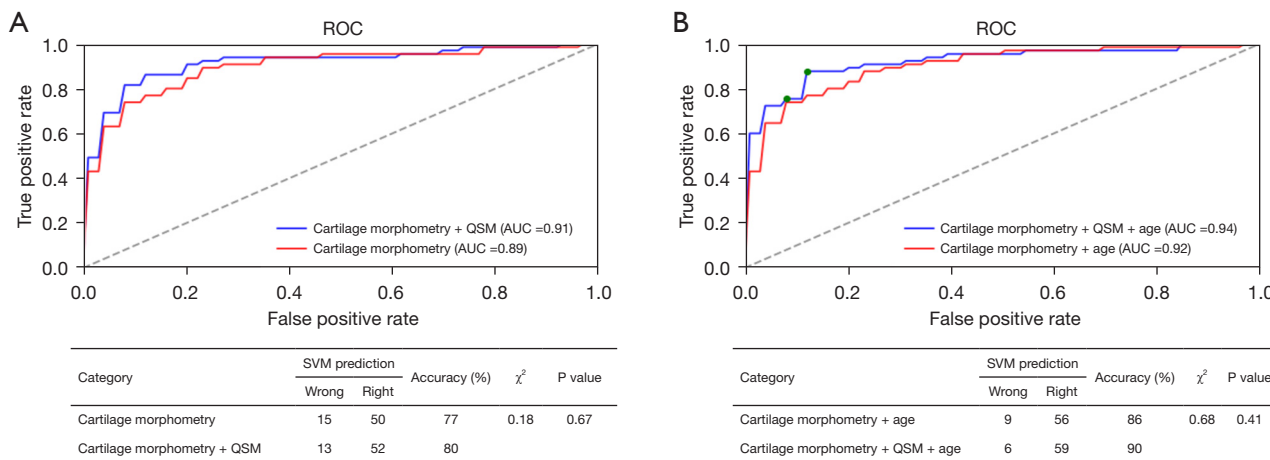 A
ROC
1.0
0.8
0.6
0.4
0.2
0.0
True positive rate
Cartilage morphometry + QSM (AUC =0.91)
Cartilage morphometry (AUC =0.89)
0.0 0.2 0.4 0.6 0.8 1.0
False positive rate
Category SVM prediction Accuracy (%) χ² P value
Wrong Right
Cartilage morphometry 15 50 77 0.18 0.67
Cartilage morphometry + QSM 13 52 80
B
ROC
1.0
0.8
0.6
0.4
0.2
0.0
True positive rate
Cartilage morphometry + QSM + age (AUC =0.94)
Cartilage morphometry + age (AUC =0.92)
0.0 0.2 0.4 0.6 0.8 1.0
False positive rate
Category SVM prediction Accuracy (%) χ² P value
Wrong Right
Cartilage morphometry + age 9 56 86 0.68 0.41
Cartilage morphometry + QSM + age 6 59 90